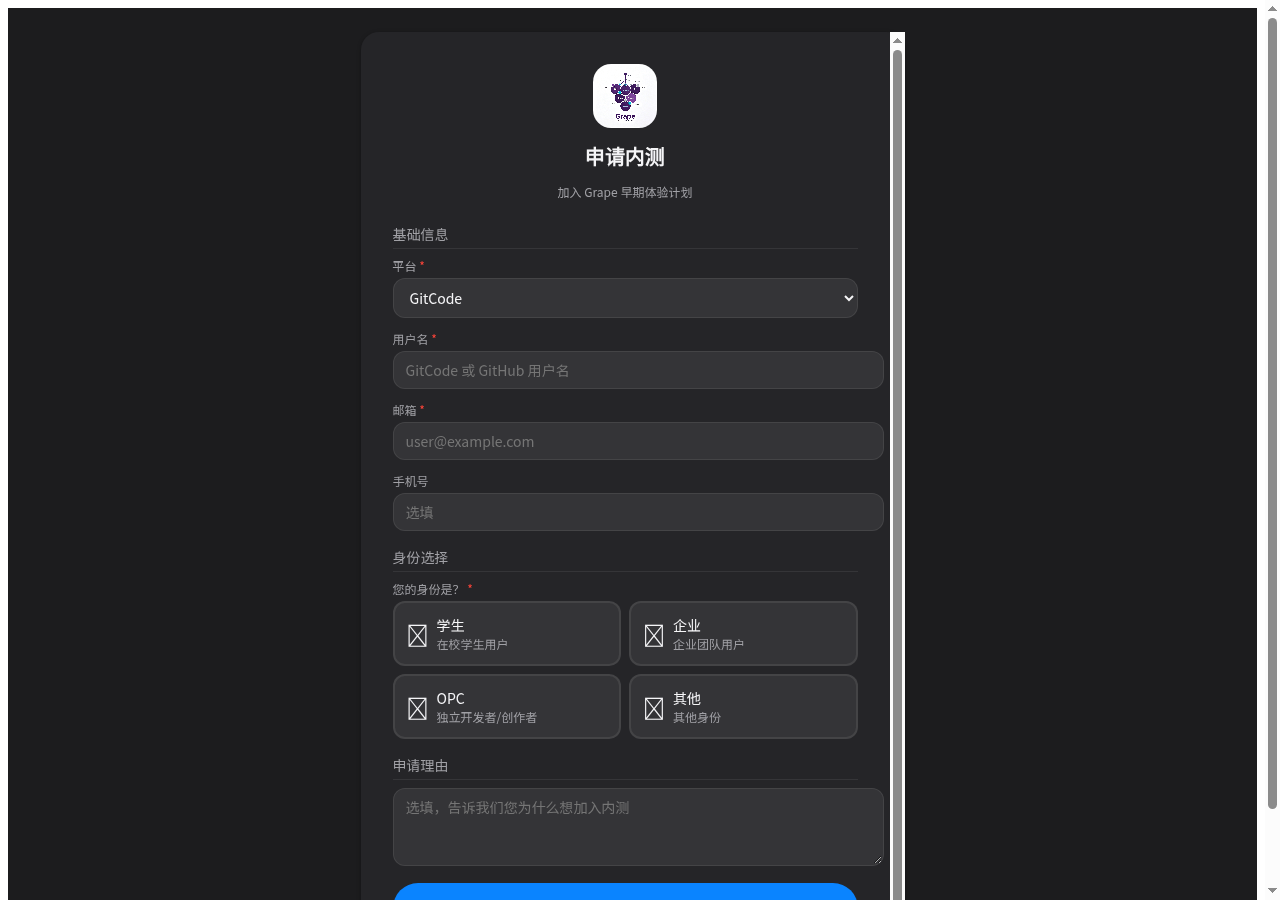 Grape
申请内测
加入 Grape 早期体验计划
基础信息
平台 *
GitCode
用户名 *
GitCode 或 GitHub 用户名
邮箱 *
user@example.com
手机号
选填
身份选择
您的身份是？ *
学生
在校学生用户
企业
企业团队用户
OPC
独立开发者/创作者
其他
其他身份
申请理由
选填，告诉我们您为什么想加入内测